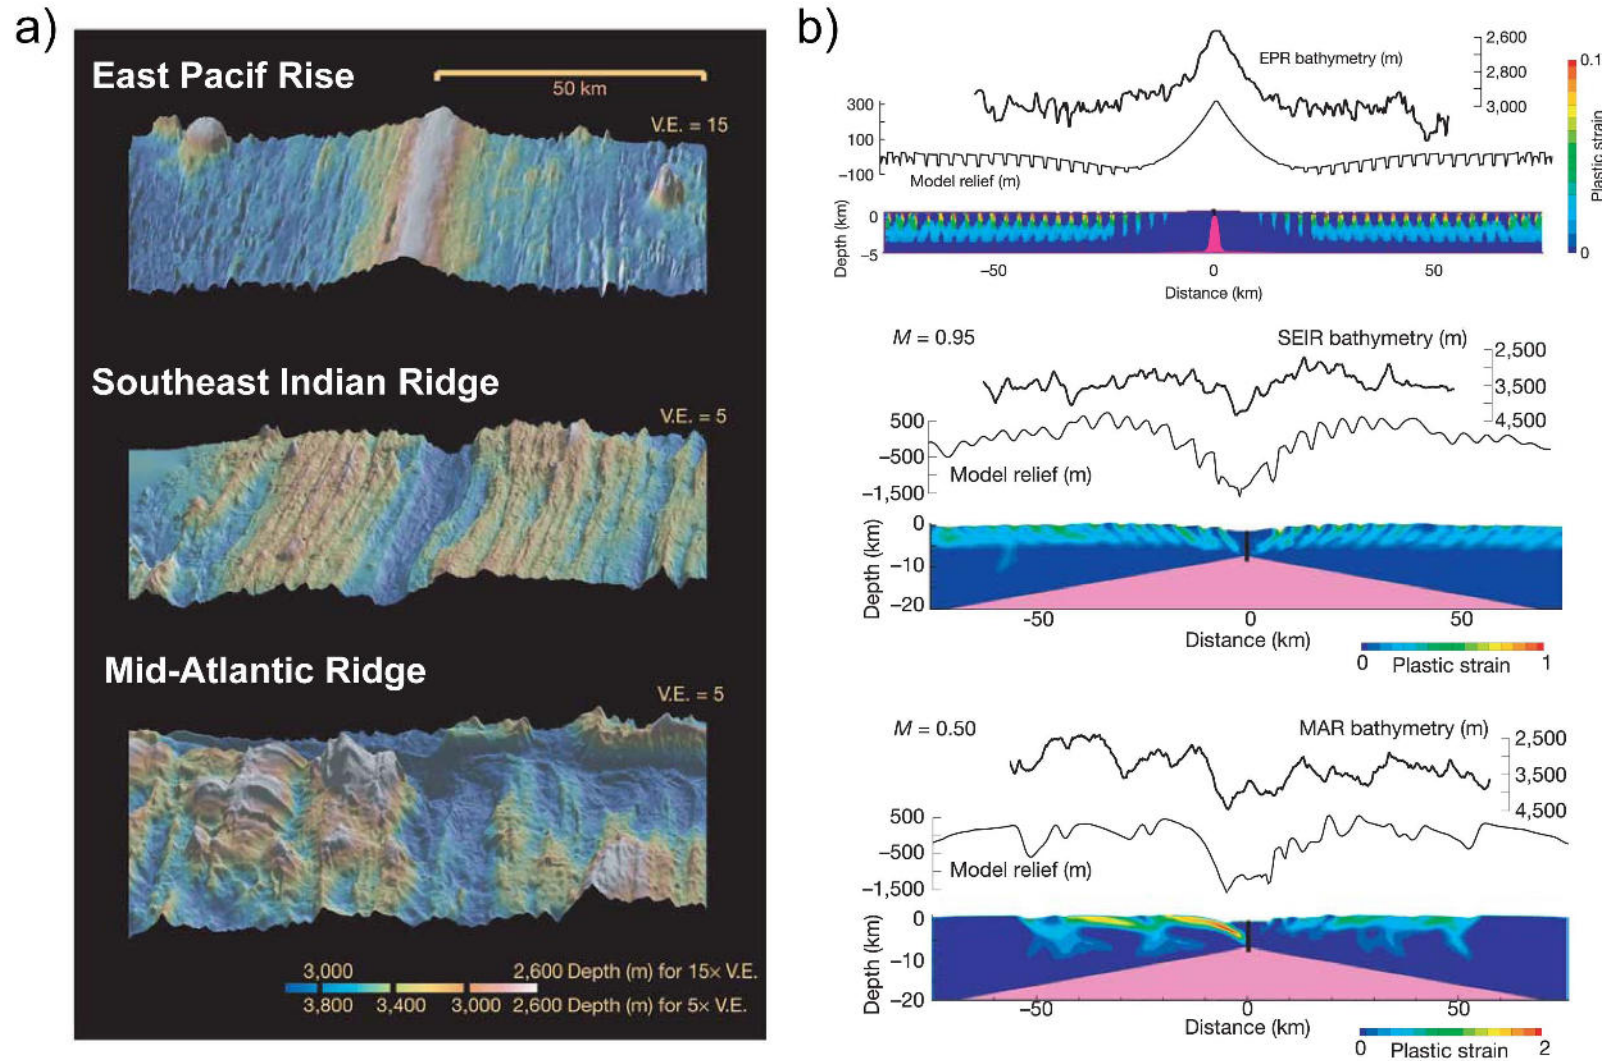 a)
East Pacif Rise
50 km
V.E. = 15
Southeast Indian Ridge
V.E. = 5
Mid-Atlantic Ridge
V.E. = 5
3,000 2,600 Depth (m) for 15× V.E.
3,800 3,400 3,000 2,600 Depth (m) for 5× V.E.
b)
EPR bathymetry (m)
2,600
2,800
3,000
300
100
−100
Model relief (m)
0.1
Plastic strain
0
Depth (km)
0
−5
−50 0 50
Distance (km)
M = 0.95
SEIR bathymetry (m)
2,500
3,500
4,500
500
−500
−1,500
Model relief (m)
Depth (km)
0
−10
−20
-50 0 50
Distance (km)
0 Plastic strain 1
M = 0.50
MAR bathymetry (m)
2,500
3,500
4,500
500
−500
−1,500
Model relief (m)
Depth (km)
0
−10
−20
−50 0 50
Distance (km)
0 Plastic strain 2